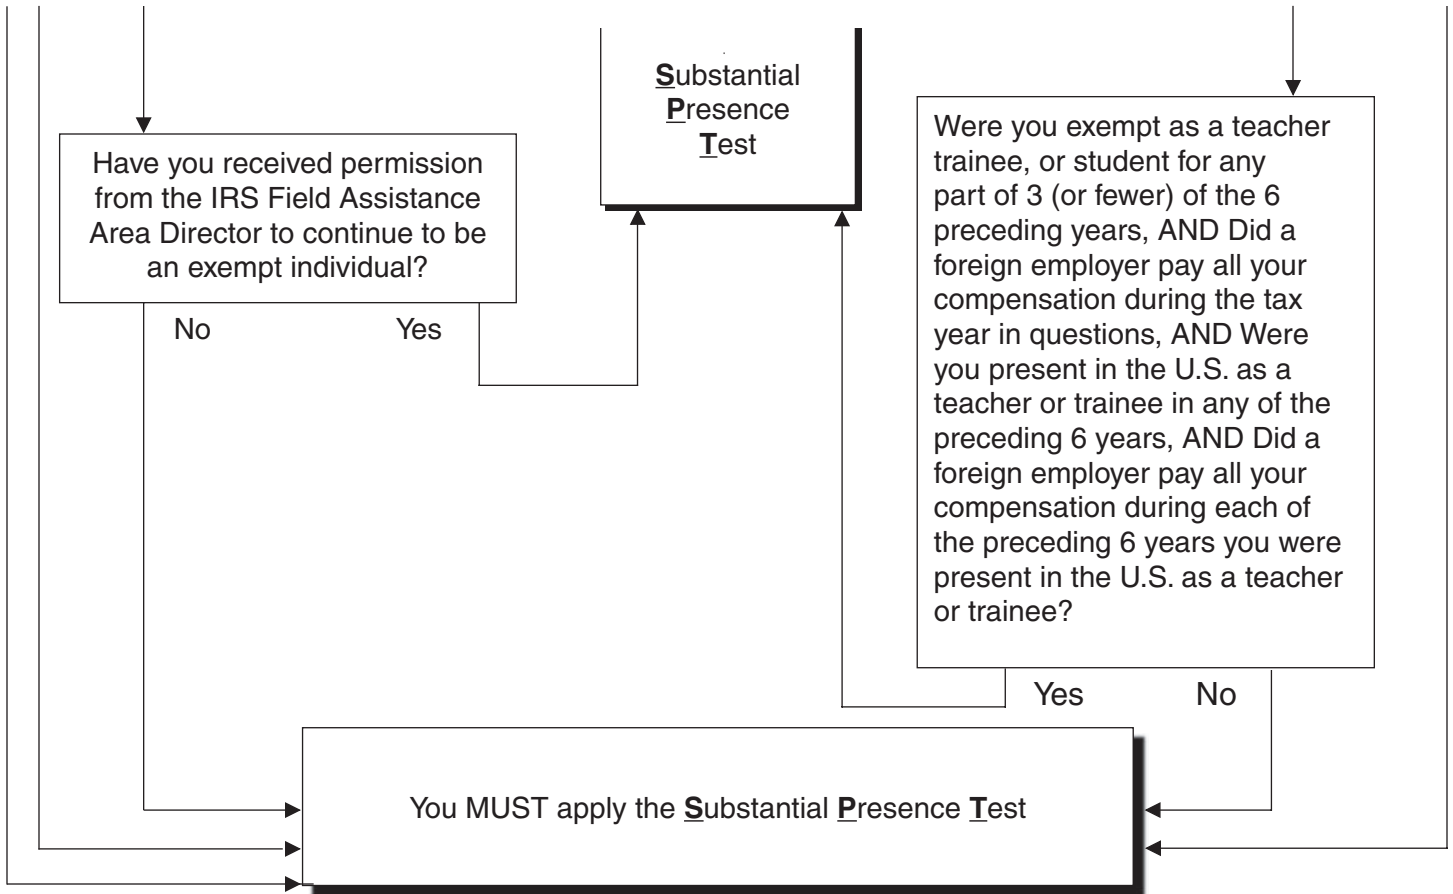 Substantial
Presence
Test
Have you received permission
from the IRS Field Assistance
Area Director to continue to be
an exempt individual?
No Yes
Were you exempt as a teacher
trainee, or student for any
part of 3 (or fewer) of the 6
preceding years, AND Did a
foreign employer pay all your
compensation during the tax
year in questions, AND Were
you present in the U.S. as a
teacher or trainee in any of the
preceding 6 years, AND Did a
foreign employer pay all your
compensation during each of
the preceding 6 years you were
present in the U.S. as a teacher
or trainee?
Yes No
You MUST apply the Substantial Presence Test